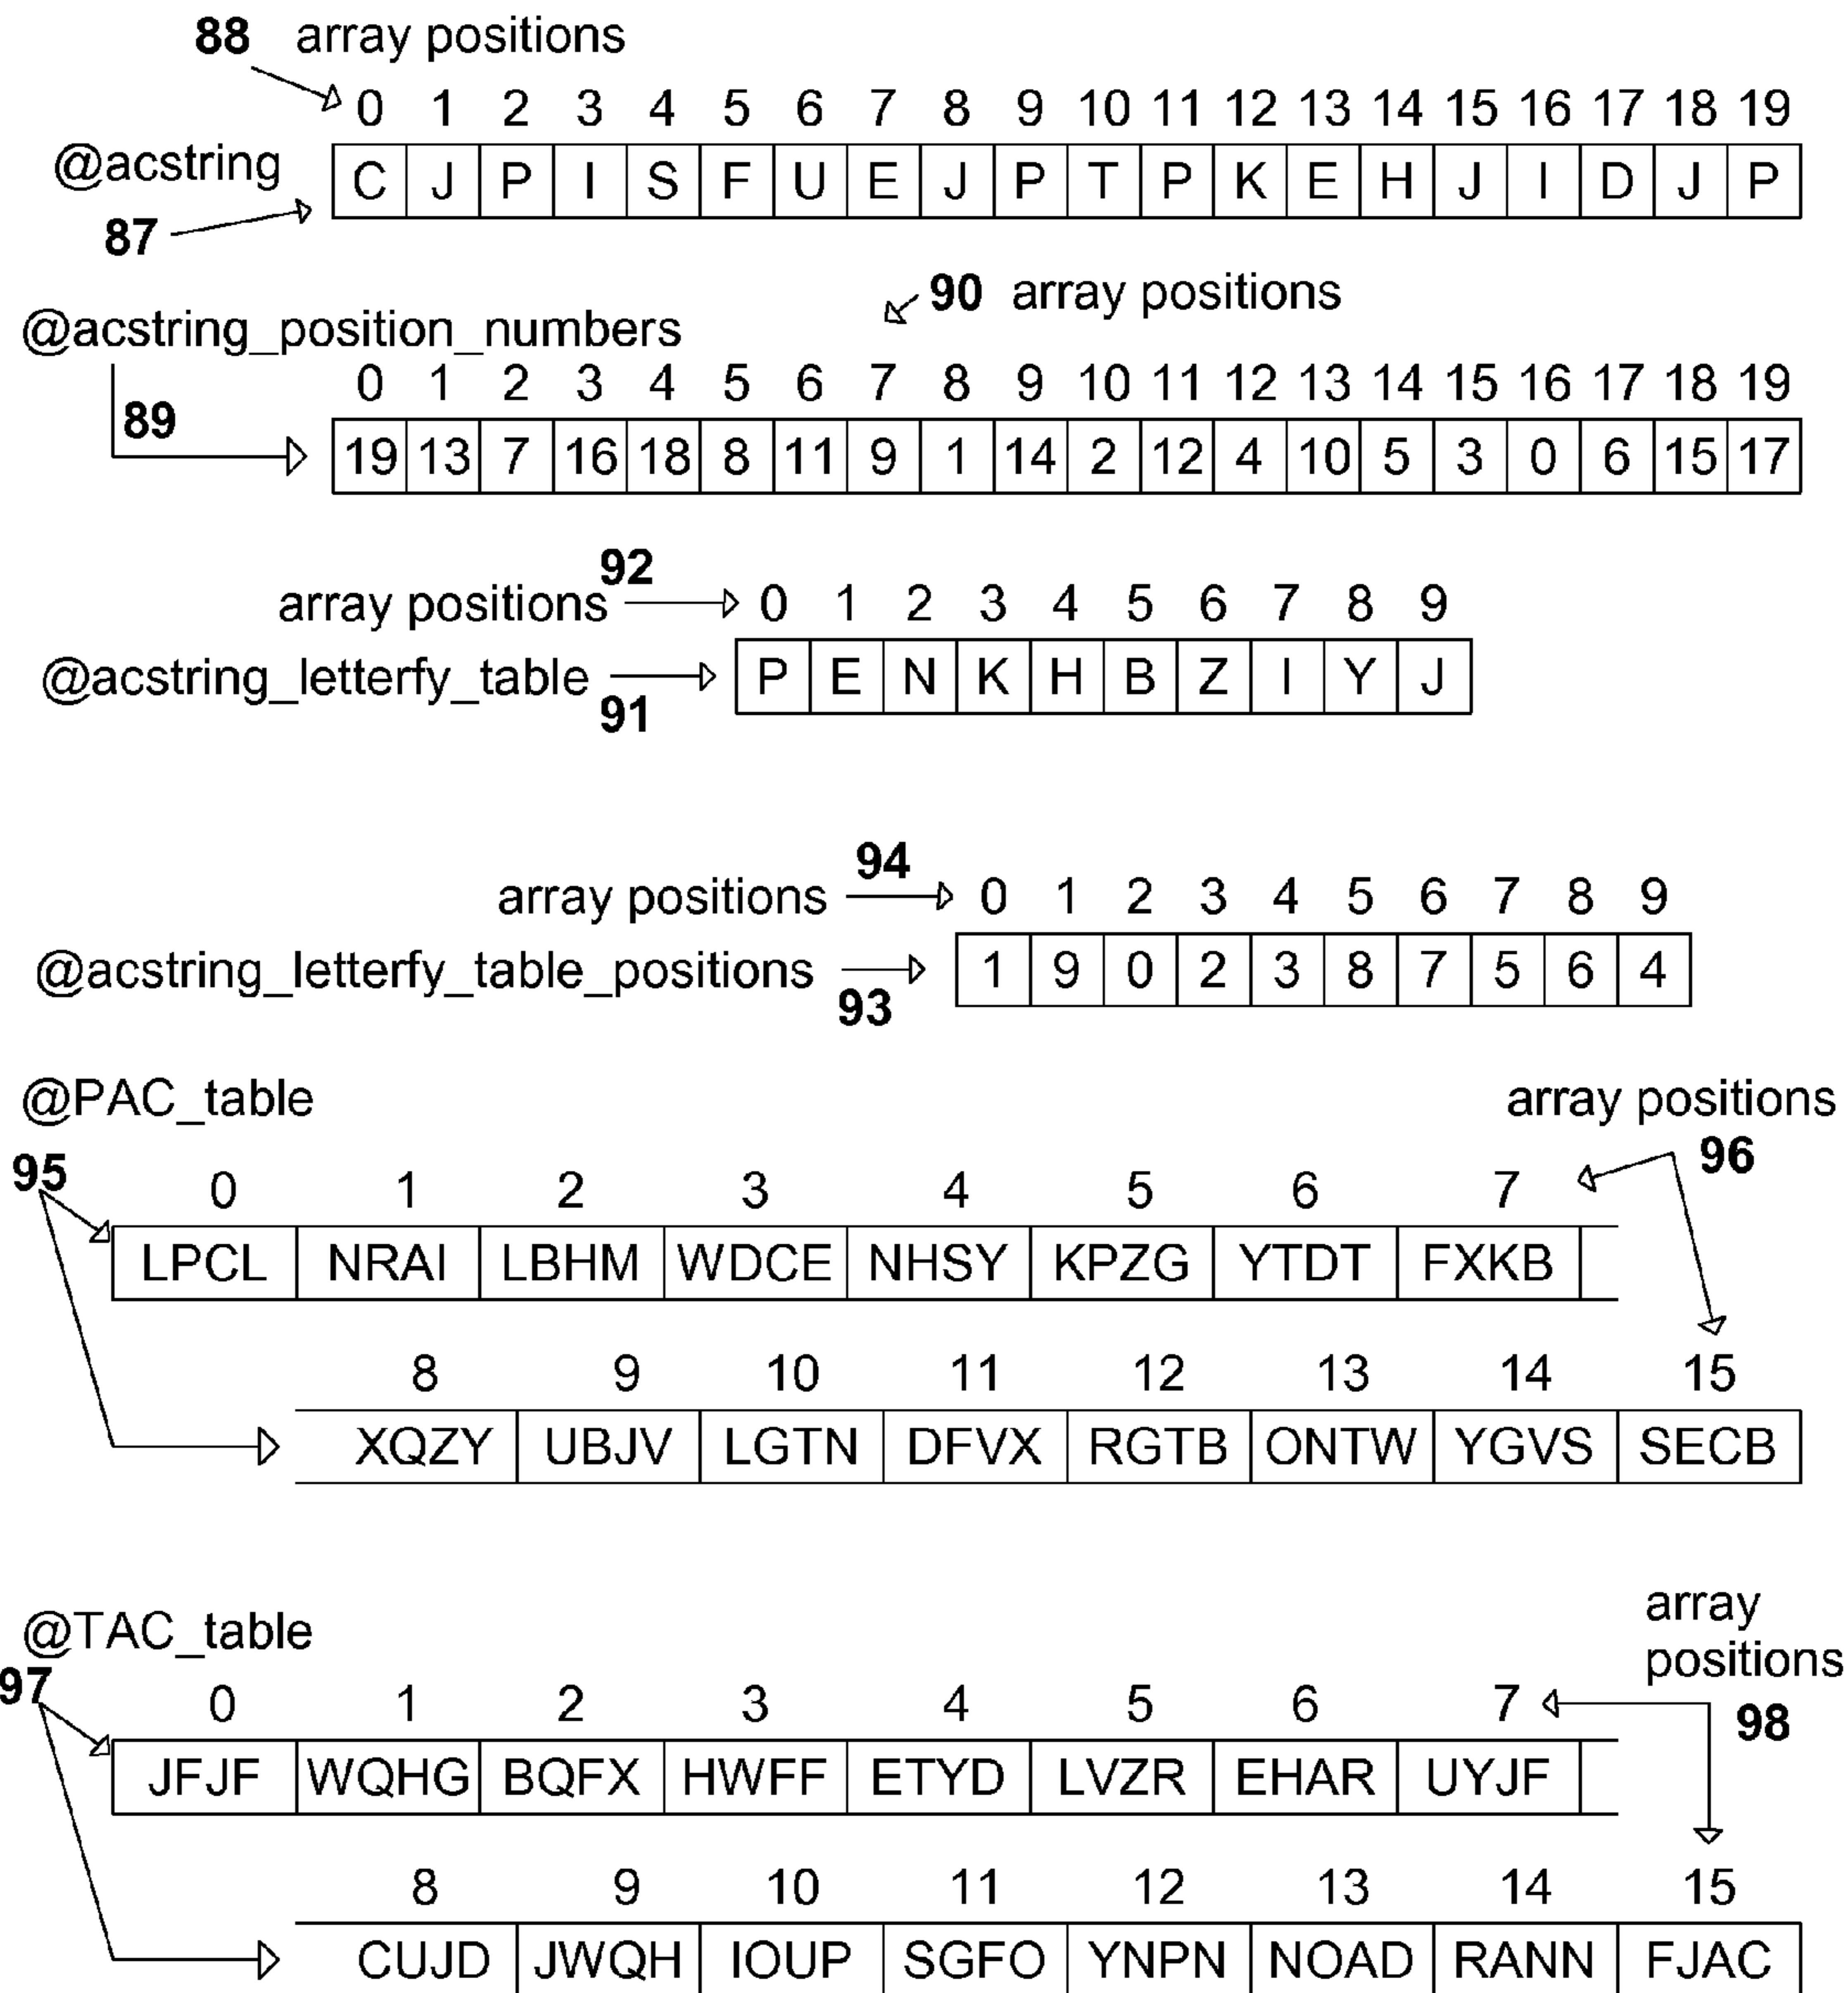 88 array positions
0 1 2 3 4 5 6 7 8 9 10 11 12 13 14 15 16 17 18 19
@acstring C J P I S F U E J P T P K E H J I D J P
87
90 array positions
@acstring_position_numbers
0 1 2 3 4 5 6 7 8 9 10 11 12 13 14 15 16 17 18 19
89 19 13 7 16 18 8 11 9 1 14 2 12 4 10 5 3 0 6 15 17
92
array positions 0 1 2 3 4 5 6 7 8 9
@acstring_letterfy_table P E N K H B Z I Y J
91
94
array positions 0 1 2 3 4 5 6 7 8 9
@acstring_letterfy_table_positions 1 9 0 2 3 8 7 5 6 4
93
@PAC_table array positions
95 96
0 1 2 3 4 5 6 7
LPCL NRAI LBHM WDCE NHSY KPZG YTDT FXKB
8 9 10 11 12 13 14 15
XQZY UBJV LGTN DFVX RGTB ONTW YGVS SECB
@TAC_table array
positions
97 98
0 1 2 3 4 5 6 7
JFJF WQHG BQFX HWFF ETYD LVZR EHAR UYJF
8 9 10 11 12 13 14 15
CUJD JWQH IOUP SGFO YNPN NOAD RANN FJAC